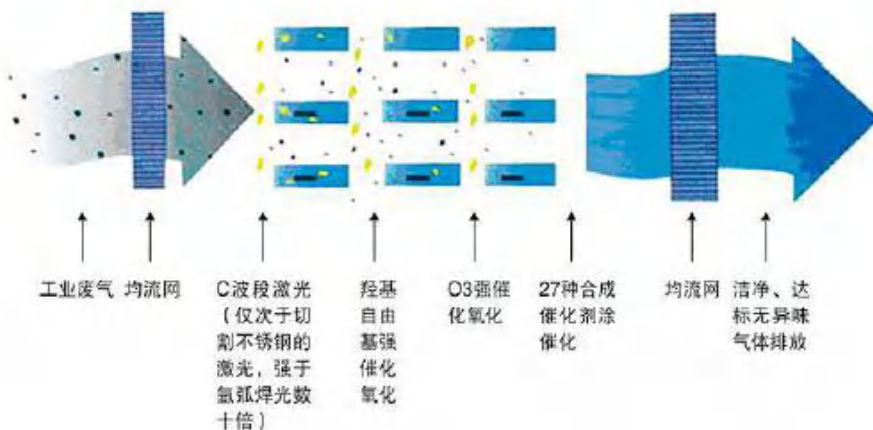 工业废气
均流网
C波段激光
(仅次于切
割不锈钢的
激光，强于
氩弧焊光数
十倍)
羟基
自由
基强
催化
氧化
O3强催
化氧化
27种合成
催化剂涂
催化
均流网
洁净、达
标无异味
气体排放